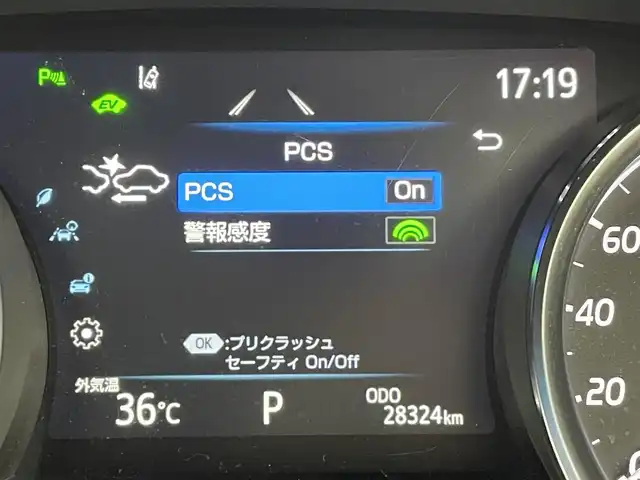 P
17:19
EV
PCS
PCS On
警報感度
OK :プリクラッシュ
セーフティ On/Off
外気温
36℃
P
ODO
28324km
60
40
20
0